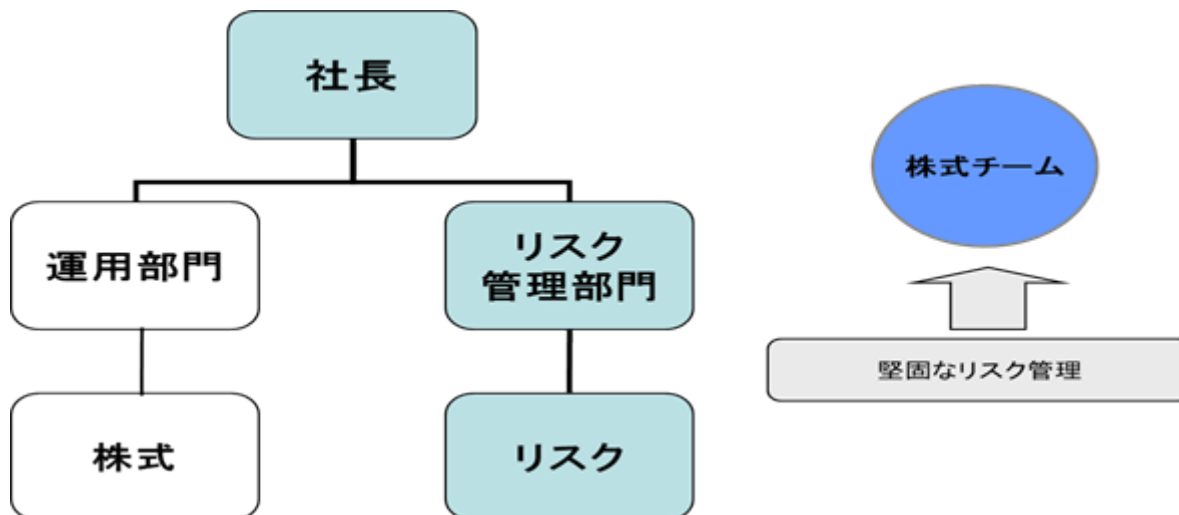 社長
運用部門
リスク
管理部門
株式
リスク
株式チーム
堅固なリスク管理